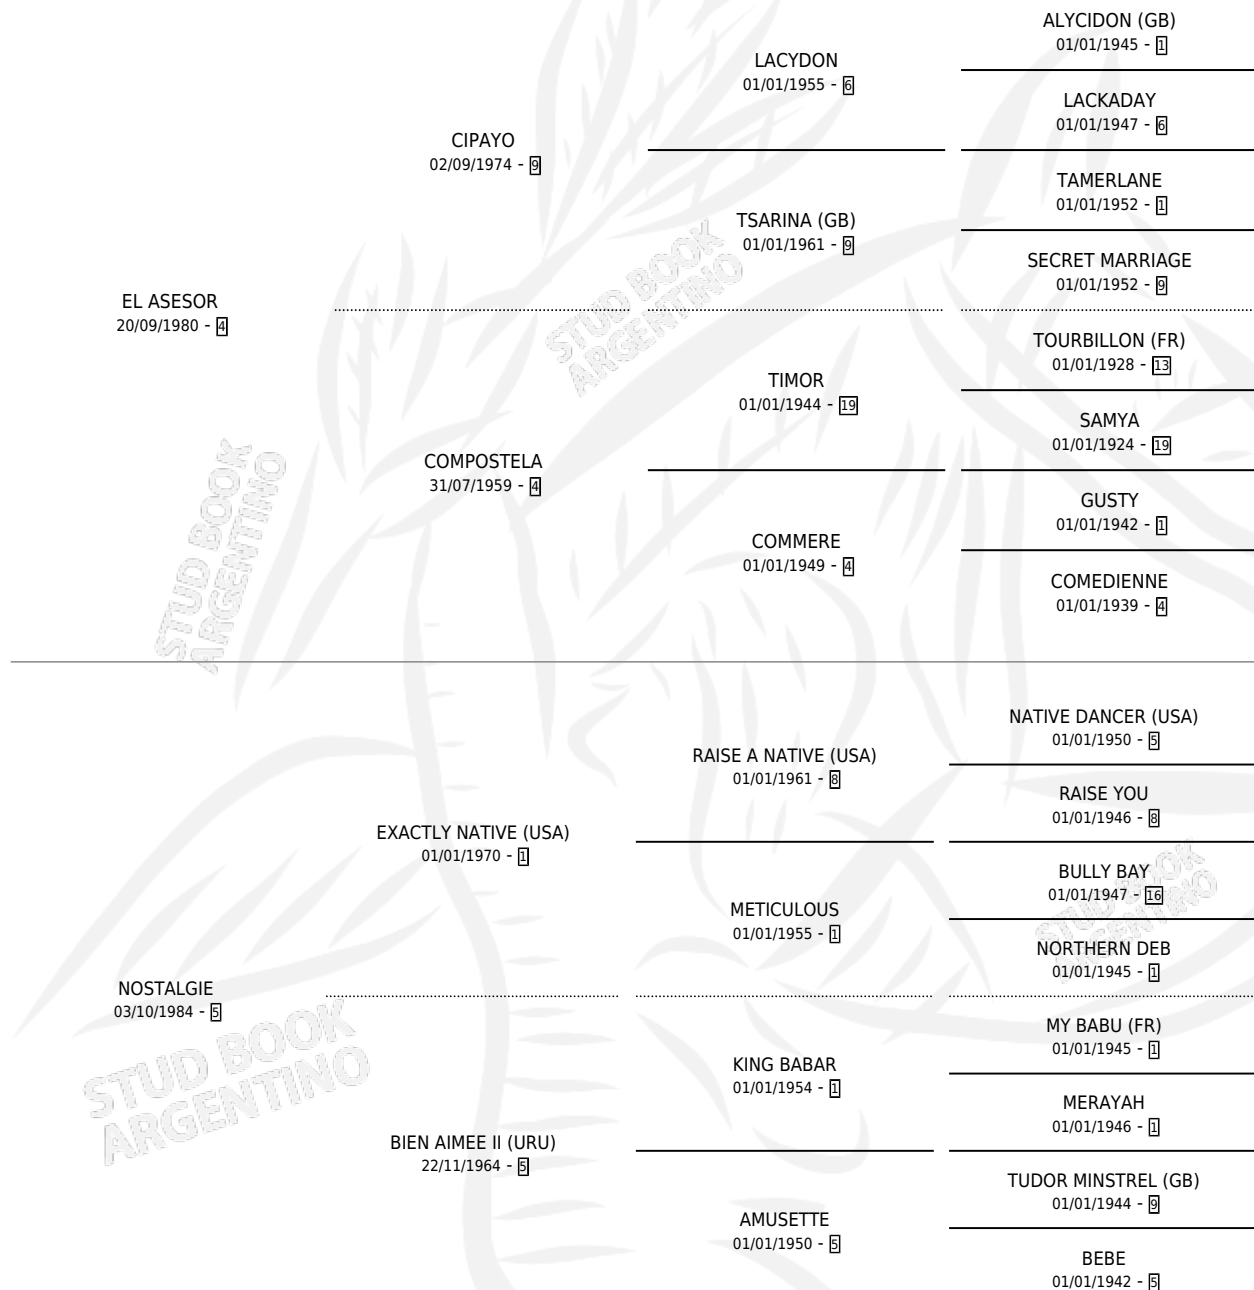 ALYCIDON (GB)
01/01/1945 - 1
LACYDON
01/01/1955 - 6
LACKADAY
01/01/1947 - 6
CIPAYO
02/09/1974 - 9
TAMERLANE
01/01/1952 - 1
TSARINA (GB)
01/01/1961 - 9
SECRET MARRIAGE
01/01/1952 - 9
EL ASESOR
20/09/1980 - 4
TOURBILLON (FR)
01/01/1928 - 13
TIMOR
01/01/1944 - 19
SAMYA
01/01/1924 - 19
COMPOSTELA
31/07/1959 - 4
GUSTY
01/01/1942 - 1
COMMERE
01/01/1949 - 4
COMEDIENNE
01/01/1939 - 4
NATIVE DANCER (USA)
01/01/1950 - 5
RAISE A NATIVE (USA)
01/01/1961 - 8
RAISE YOU
01/01/1946 - 8
EXACTLY NATIVE (USA)
01/01/1970 - 1
BULLY BAY
01/01/1947 - 16
METICULOUS
01/01/1955 - 1
NORTHERN DEB
01/01/1945 - 1
NOSTALGIE
03/10/1984 - 5
MY BABU (FR)
01/01/1945 - 1
KING BABAR
01/01/1954 - 1
MERAYAH
01/01/1946 - 1
BIEN AIMEE II (URU)
22/11/1964 - 5
TUDOR MINSTREL (GB)
01/01/1944 - 9
AMUSETTE
01/01/1950 - 5
BEBE
01/01/1942 - 5
STUD BOOK
ARGENTINO
STUD BOOK
ARGENTINO
STUD BOOK
ARGENTINO
STUD BOOK
ARGENTINO